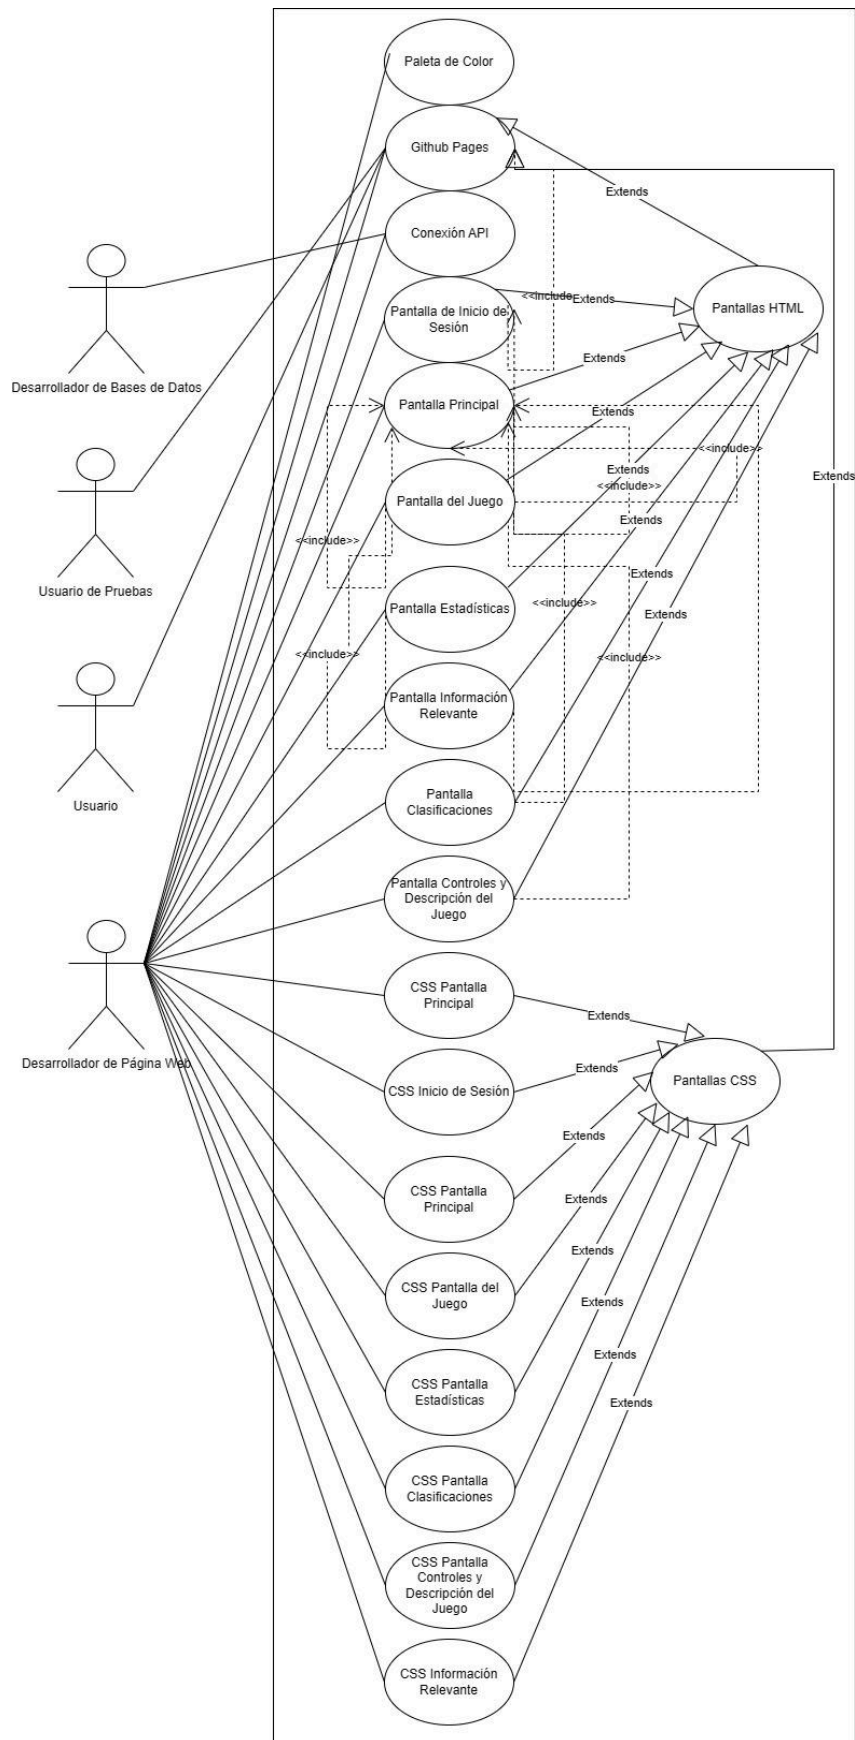 Paleta de Color
Github Pages
Extends
Conexión API
Pantalla de Inicio de
Sesión
<<include
Extends
Pantallas HTML
Desarrollador de Bases de Datos
Pantalla Principal
Extends
Extends
<<include>>
Extends
Extends
Pantalla del Juego
<<include>>
Extends
<<include>>
Extends
Usuario de Pruebas
Pantalla Estadísticas
<<include>>
Extends
<<include>>
<<include>>
Pantalla Información
Relevante
Usuario
Pantalla
Clasificaciones
Pantalla Controles y
Descripción del
Juego
CSS Pantalla
Principal
Extends
Desarrollador de Página Web
CSS Inicio de Sesión
Extends
Pantallas CSS
Extends
CSS Pantalla
Principal
Extends
CSS Pantalla del
Juego
Extends
Extends
CSS Pantalla
Estadísticas
Extends
Extends
CSS Pantalla
Clasificaciones
CSS Pantalla
Controles y
Descripción del
Juego
CSS Información
Relevante